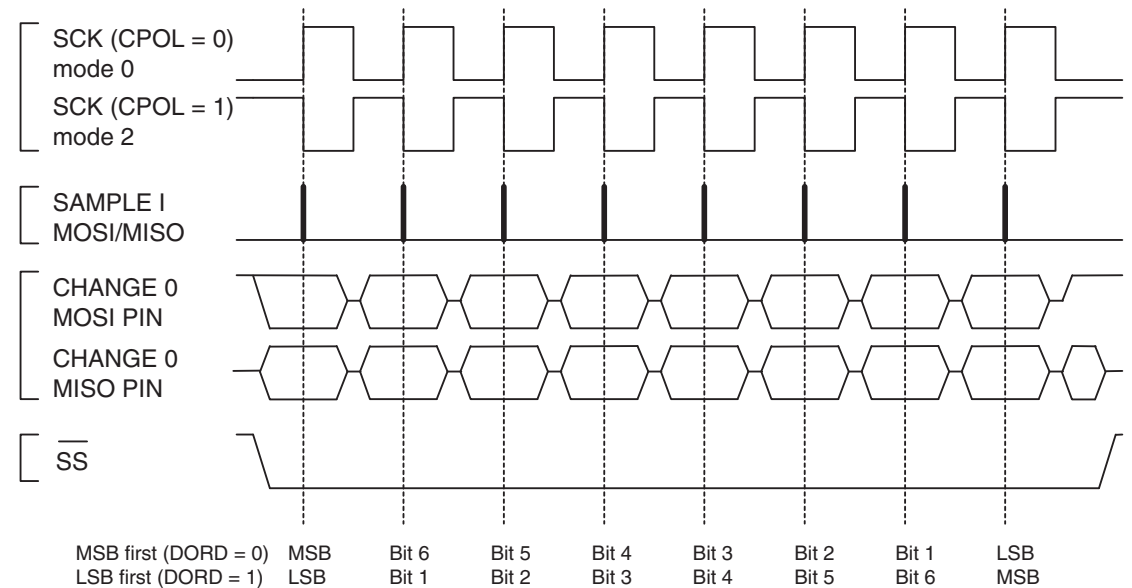 SCK (CPOL = 0)
mode 0
SCK (CPOL = 1)
mode 2
SAMPLE I
MOSI/MISO
CHANGE 0
MOSI PIN
CHANGE 0
MISO PIN
SS
MSB first (DORD = 0) MSB Bit 6 Bit 5 Bit 4 Bit 3 Bit 2 Bit 1 LSB
LSB first (DORD = 1) LSB Bit 1 Bit 2 Bit 3 Bit 4 Bit 5 Bit 6 MSB